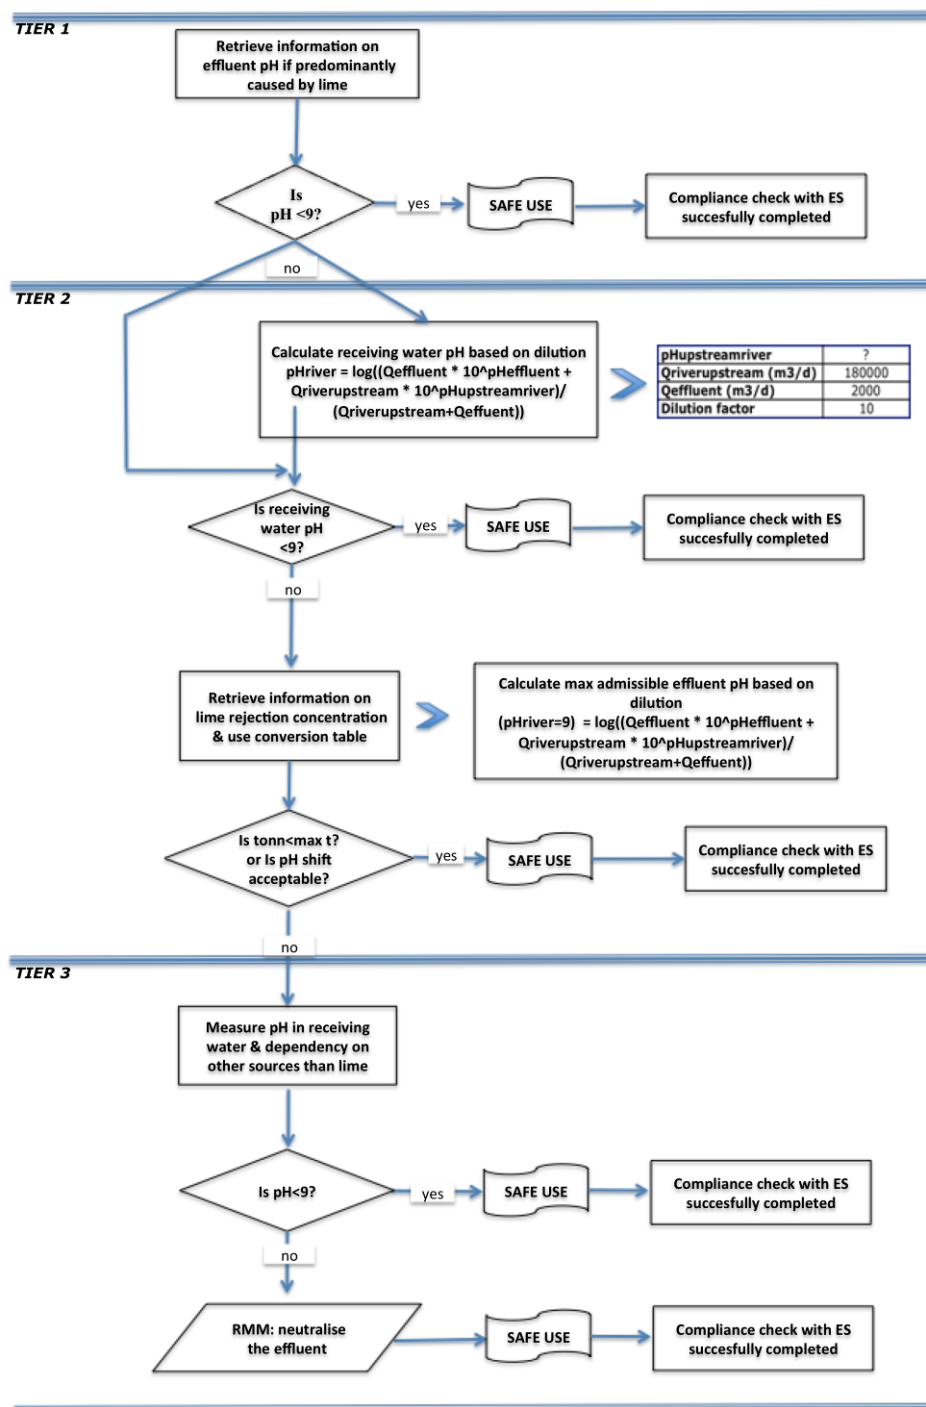 TIER 1
Retrieve information on
effluent pH if predominantly
caused by lime
Is
pH <9?
yes
SAFE USE
Compliance check with ES
succesfully completed
no
TIER 2
Calculate receiving water pH based on dilution
pHriver = log((Qeffluent * 10^pHeffluent +
Qriverupstream * 10^pHupstreamriver)/
(Qriverupstream+Qeffuent))
pHupstreamriver ?
Qriverupstream (m3/d) 180000
Qeffluent (m3/d) 2000
Dilution factor 10
Is receiving
water pH
<9?
yes
SAFE USE
Compliance check with ES
succesfully completed
no
Retrieve information on
lime rejection concentration
& use conversion table
Calculate max admissible effluent pH based on
dilution
(pHriver=9) = log((Qeffluent * 10^pHeffluent +
Qriverupstream * 10^pHupstreamriver)/
(Qriverupstream+Qeffuent))
Is tonn<max t?
or Is pH shift
acceptable?
yes
SAFE USE
Compliance check with ES
succesfully completed
no
TIER 3
Measure pH in receiving
water & dependency on
other sources than lime
Is pH<9?
yes
SAFE USE
Compliance check with ES
succesfully completed
no
RMM: neutralise
the effluent
SAFE USE
Compliance check with ES
succesfully completed